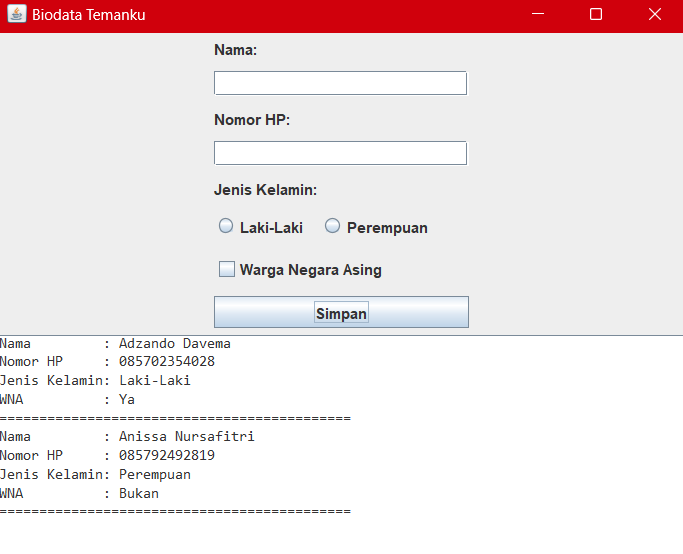 Biodata Temanku
Nama:
Nomor HP:
Jenis Kelamin:
Laki-Laki Perempuan
Warga Negara Asing
Simpan
Nama         : Adzando Davema
Nomor HP     : 085702354028
Jenis Kelamin: Laki-Laki
WNA          : Ya
============================================
Nama         : Anissa Nursafitri
Nomor HP     : 085792492819
Jenis Kelamin: Perempuan
WNA          : Bukan
============================================